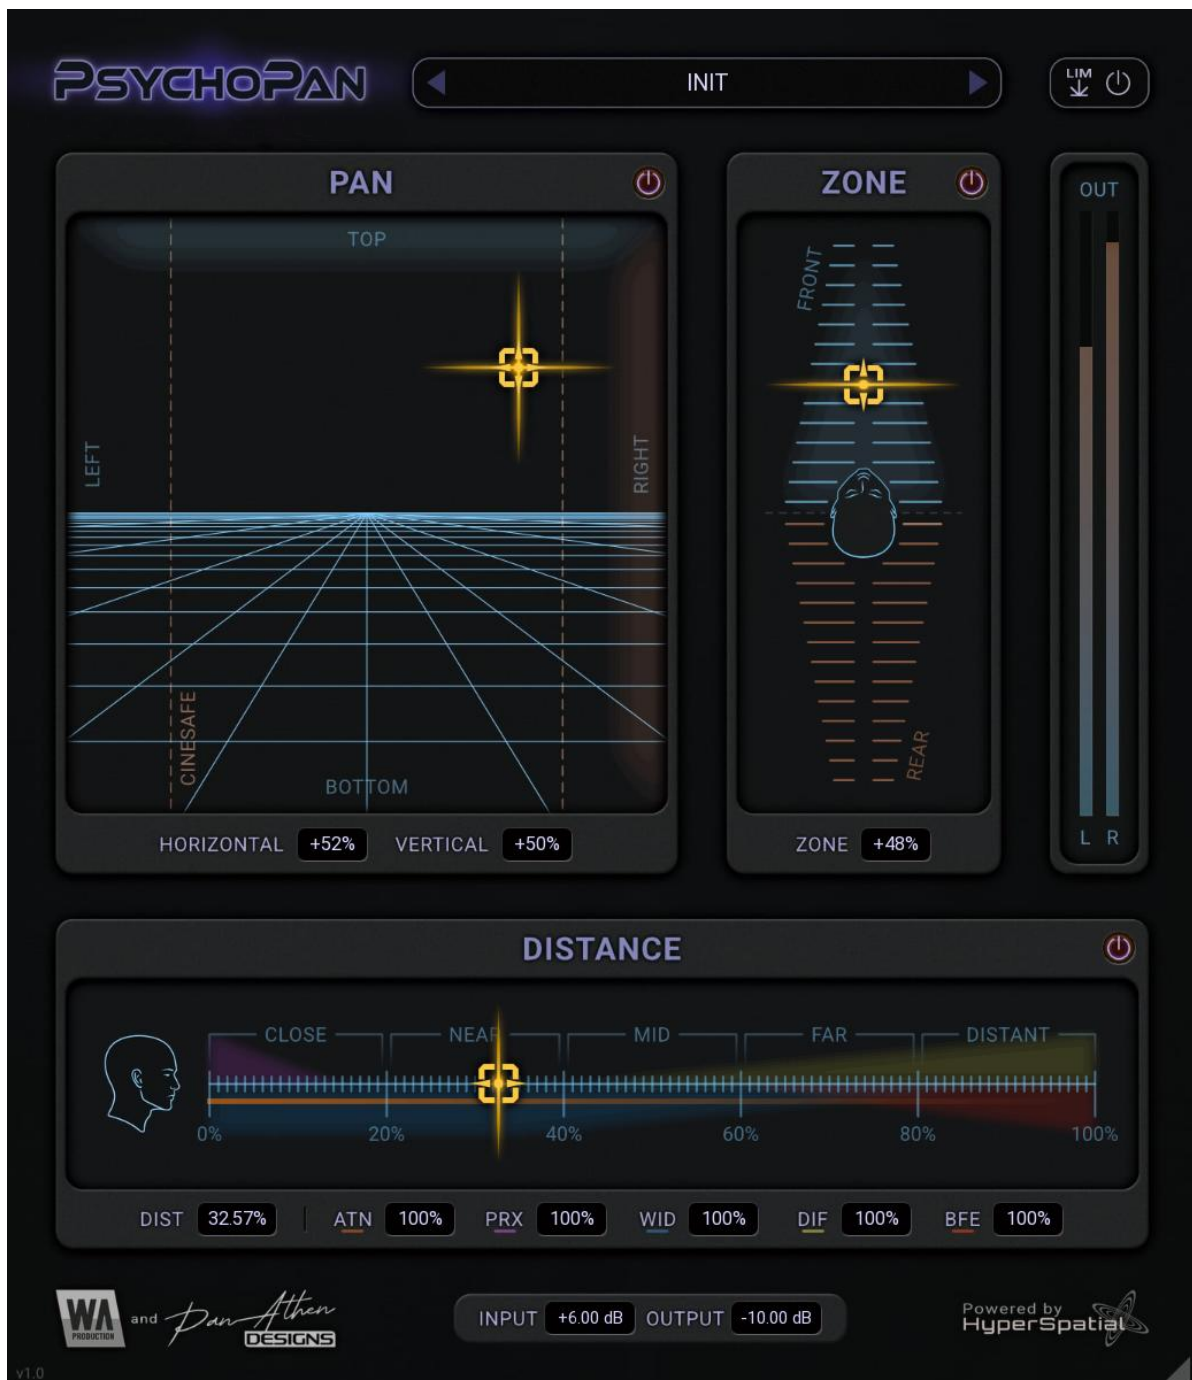 PSYCHOPAN
INIT
LIM
PAN
ZONE
OUT
TOP
FRONT
LEFT
RIGHT
CINESAFE
REAR
BOTTOM
L R
HORIZONTAL +52% VERTICAL +50%
ZONE +48%
DISTANCE
CLOSE NEAR MID FAR DISTANT
0% 20% 40% 60% 80% 100%
DIST 32.57% ATN 100% PRX 100% WID 100% DIF 100% BFE 100%
WA
PRODUCTION
and
Pan Athen
DESIGNS
INPUT +6.00 dB OUTPUT -10.00 dB
Powered by
HyperSpatial
v1.0